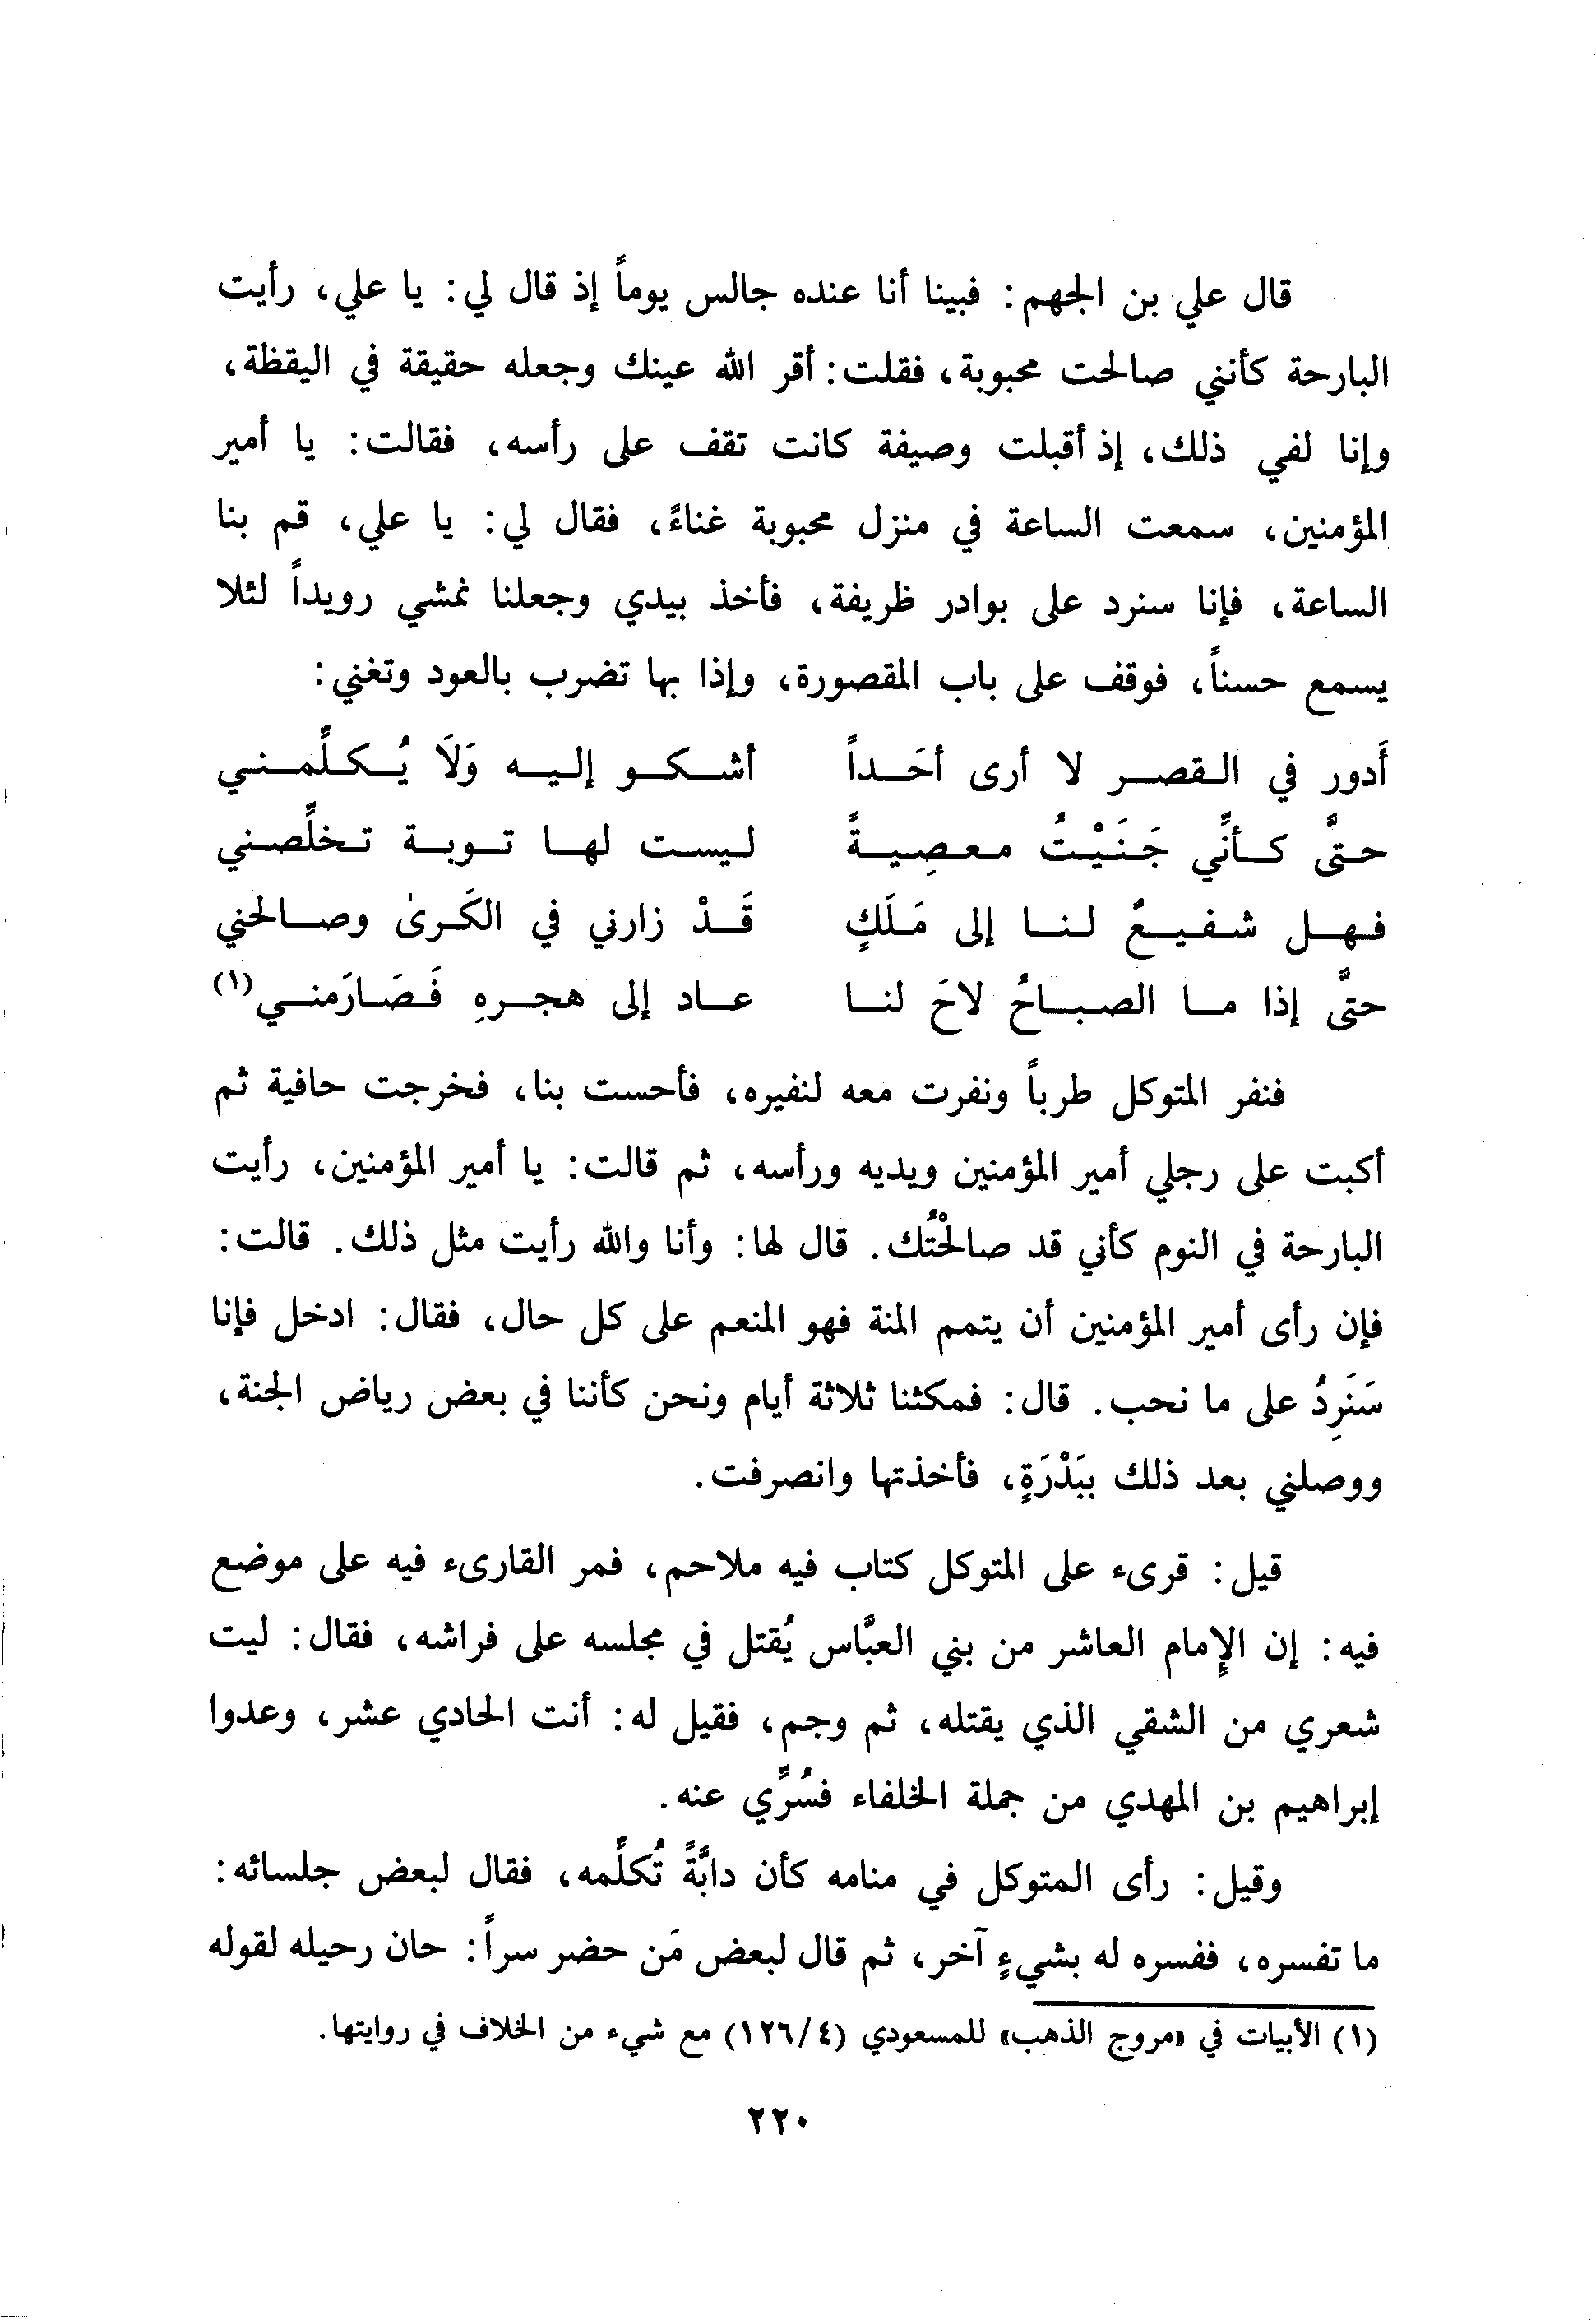 قال علي بن الجهم: فبينا أنا عنده جالس يوماً إذ قال لي: يا علي، رأيت
البارحة كأنني صالحت محبوبة، فقلت: أقر الله عينك وجعله حقيقة في اليقظة،
وإنا لفي ذلك، إذ أقبلت وصيفة كانت تقف على رأسه، فقالت: يا أمير
المؤمنين، سمعت الساعة في منزل محبوبة غناءً، فقال لي: يا علي، قم بنا
الساعة، فإنا سنرد على بوادر ظريفة، فأخذ بيدي وجعلنا نمشي رويداً لئلا
يسمع حسناً، فوقف على باب المقصورة، وإذا بها تضرب بالعود وتغني:
أَدور في القصر لا أرى أحَداً أشكو إليه وَلَا يُكلِّمني
حتَّى كأنِّي جَنَيْتُ معصِيةً ليست لها توبة تخلِّصني
فهل شفيعٌ لنا إلى مَلَكٍ قَدْ زارني في الكَرىٰ وصالحني
حتَّى إذا ما الصباحُ لاحَ لنا عاد إلى هجرهِ فَصَارَمني(١)
فنفر المتوكل طرباً ونفرت معه لنفيره، فأحست بنا، فخرجت حافية ثم
أكبت على رجلي أمير المؤمنين ويديه ورأسه، ثم قالت: يا أمير المؤمنين، رأيت
البارحة في النوم كأني قد صالحْتُك. قال لها: وأنا والله رأيت مثل ذلك. قالت:
فإن رأى أمير المؤمنين أن يتمم المنة فهو المنعم على كل حال، فقال: ادخل فإنا
سَنَرِدُ على ما نحب. قال: فمكثنا ثلاثة أيام ونحن كأننا في بعض رياض الجنة،
ووصلني بعد ذلك ببَدْرَةٍ، فأخذتها وانصرفت.
قيل: قرىء على المتوكل كتاب فيه ملاحم، فمر القارىء فيه على موضع
فيه: إن الإِمام العاشر من بني العبَّاس يُقتل في مجلسه على فراشه، فقال: ليت
شعري من الشقي الذي يقتله، ثم وجم، فقيل له: أنت الحادي عشر، وعدوا
إبراهيم بن المهدي من جملة الخلفاء فسُرِّي عنه.
وقيل: رأى المتوكل في منامه كأن دابَّةً تُكلِّمه، فقال لبعض جلسائه:
ما تفسره، ففسره له بشيءٍ آخر، ثم قال لبعض مَن حضر سراً: حان رحيله لقوله
(١) الأبيات في «مروج الذهب» للمسعودي (١٢٦/٤) مع شيء من الخلاف في روايتها.
٢٢٠